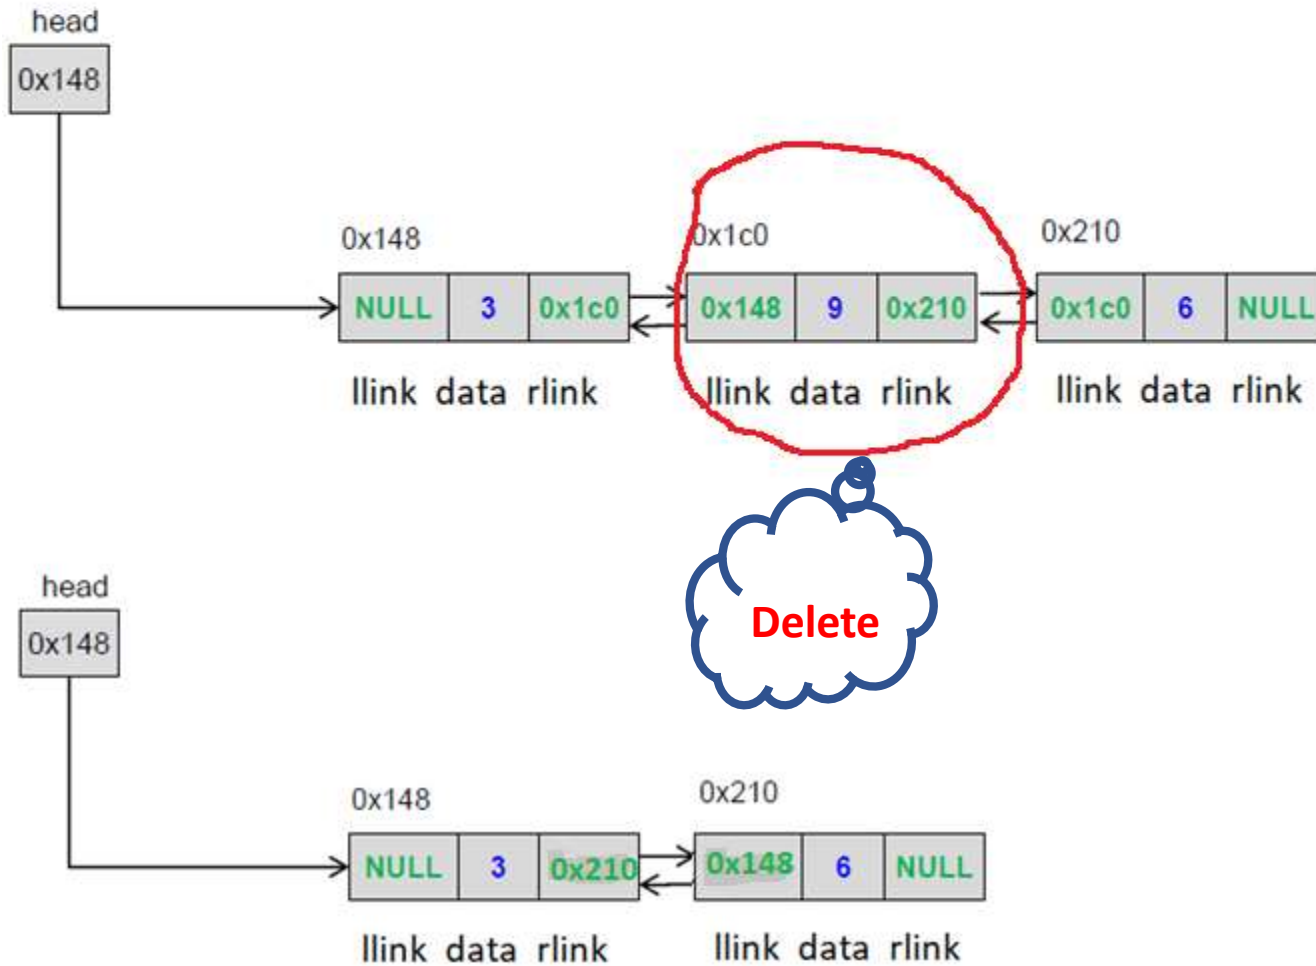 head
0x148
0x148 0x1c0 0x210
NULL 3 0x1c0 0x148 9 0x210 0x1c0 6 NULL
llink data rlink llink data rlink llink data rlink
Delete
head
0x148
0x148 0x210
NULL 3 0x210 0x148 6 NULL
llink data rlink llink data rlink